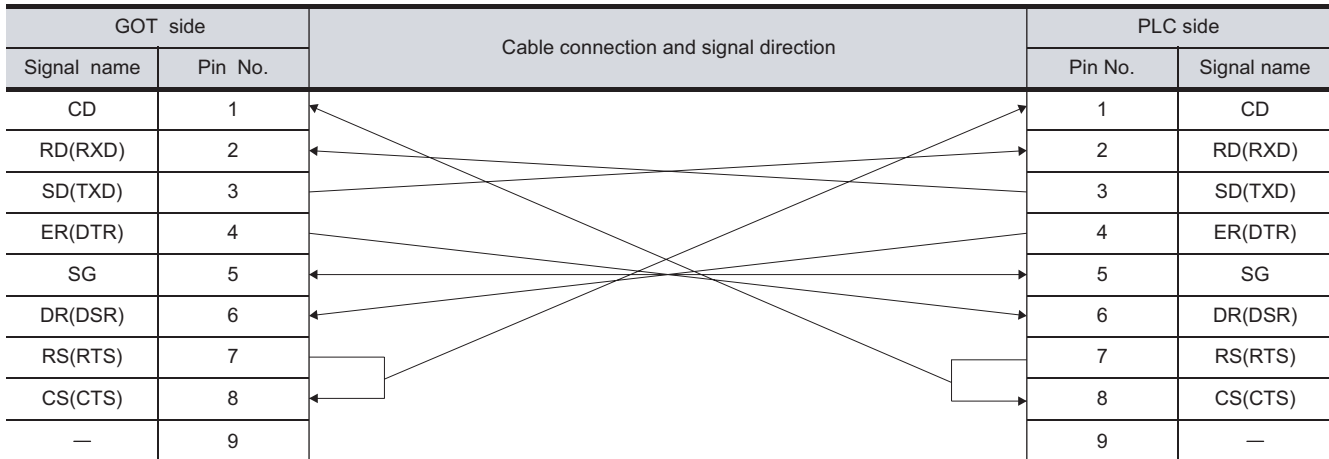 GOT side Cable connection and signal direction PLC side
Signal name Pin No. Pin No. Signal name
CD 1 1 CD
RD(RXD) 2 2 RD(RXD)
SD(TXD) 3 3 SD(TXD)
ER(DTR) 4 4 ER(DTR)
SG 5 5 SG
DR(DSR) 6 6 DR(DSR)
RS(RTS) 7 7 RS(RTS)
CS(CTS) 8 8 CS(CTS)
— 9 9 —